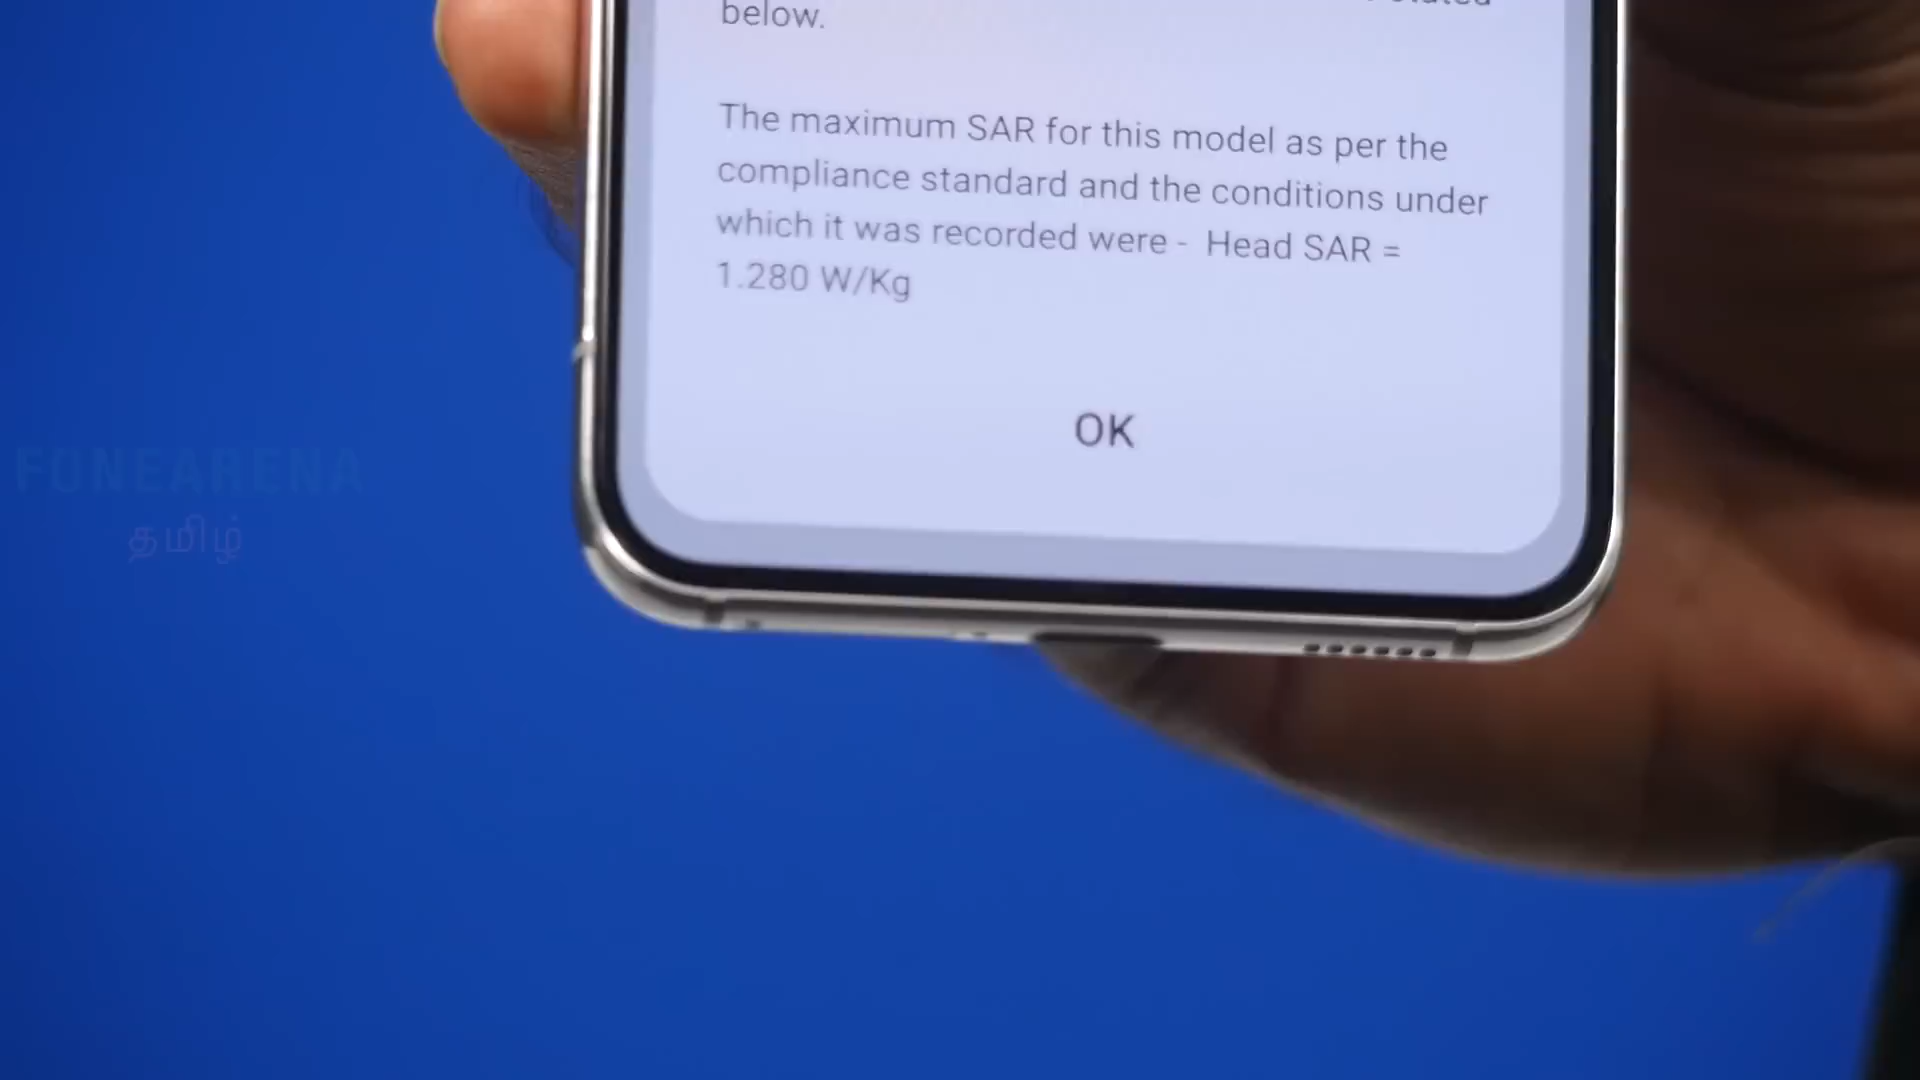 below.
The maximum SAR for this model as per the
compliance standard and the conditions under
which it was recorded were - Head SAR =
1.280 W/Kg
OK
FONEARENA
தமிழ்